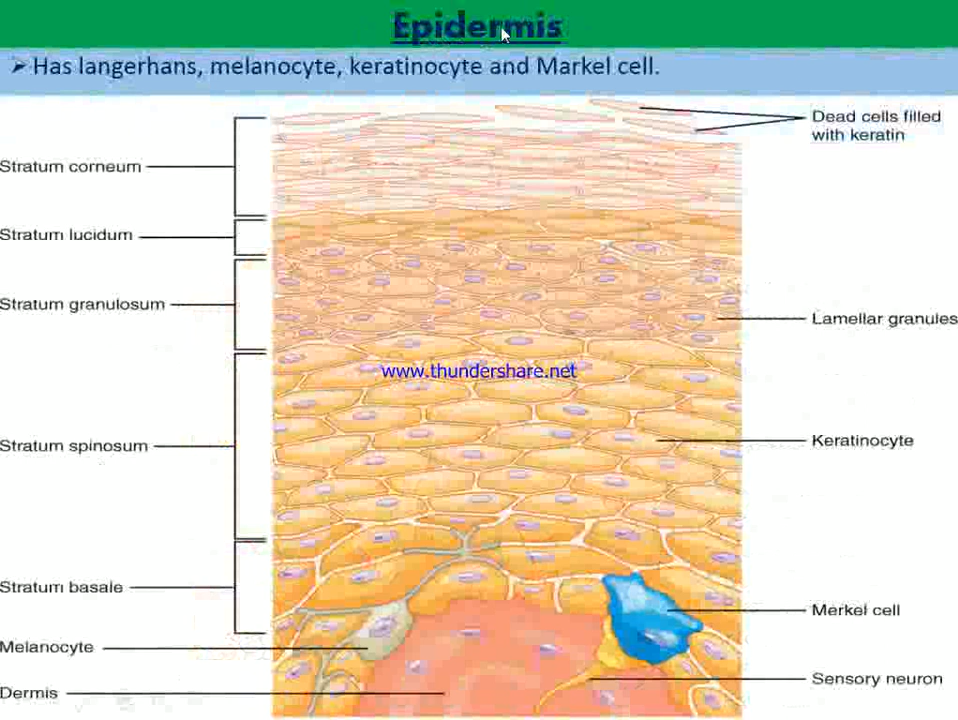 Epidermis
➢ Has langerhans, melanocyte, keratinocyte and Markel cell.
Dead cells filled
with keratin
Stratum corneum
Stratum lucidum
Stratum granulosum
Lamellar granules
www.thundershare.net
Stratum spinosum
Keratinocyte
Stratum basale
Merkel cell
Melanocyte
Sensory neuron
Dermis